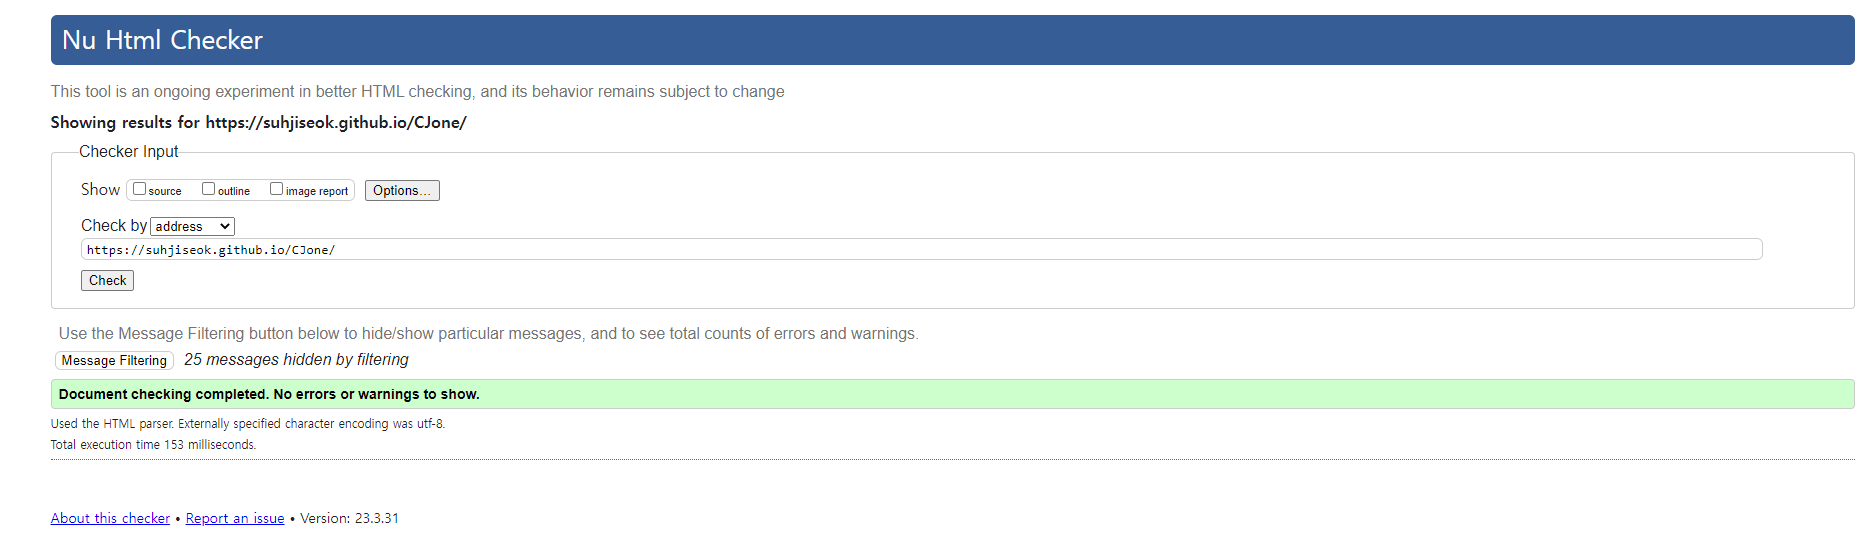 Nu Html Checker
This tool is an ongoing experiment in better HTML checking, and its behavior remains subject to change
Showing results for https://suhjiseok.github.io/CJone/
Checker Input
Show source outline image report Options...
Check by address
https://suhjiseok.github.io/CJone/
Check
Use the Message Filtering button below to hide/show particular messages, and to see total counts of errors and warnings.
Message Filtering 25 messages hidden by filtering
Document checking completed. No errors or warnings to show.
Used the HTML parser. Externally specified character encoding was utf-8.
Total execution time 153 milliseconds.
About this checker • Report an issue • Version: 23.3.31